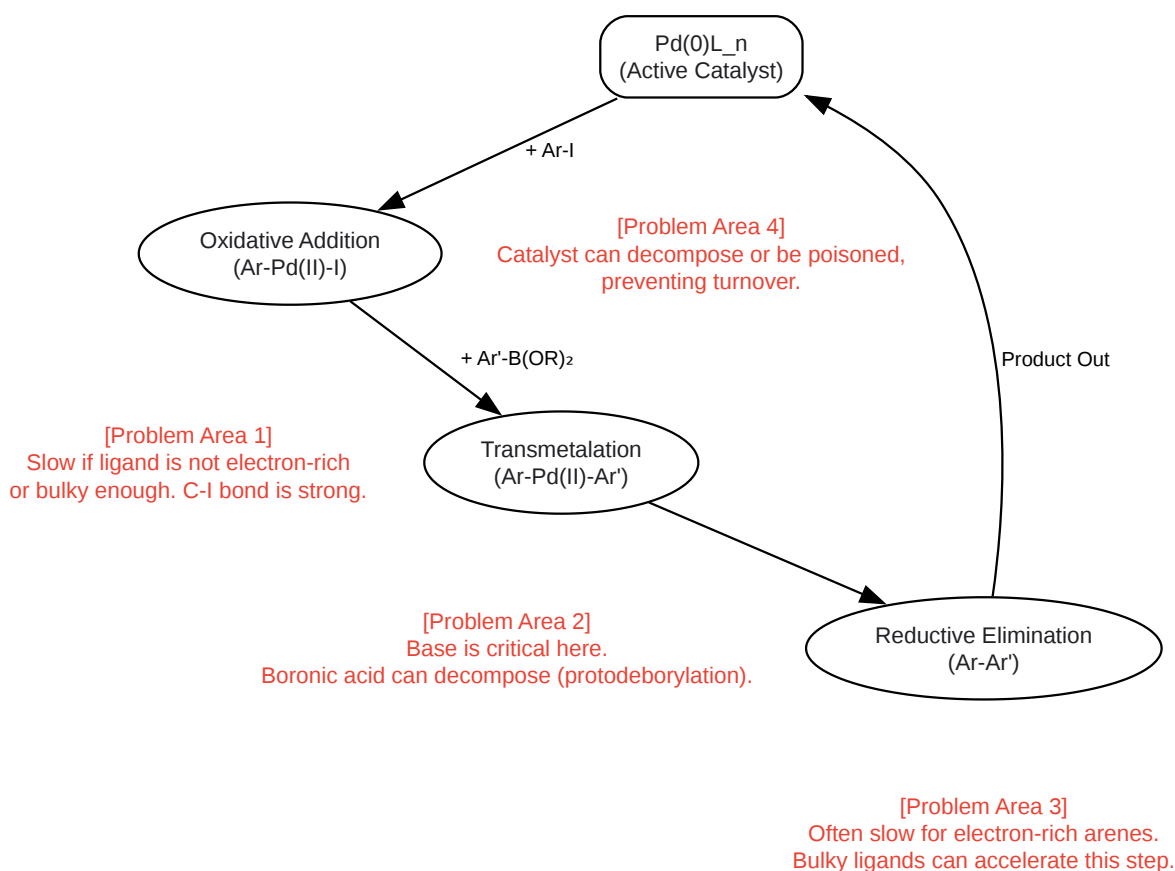 Pd(0)L_n
(Active Catalyst)
+ Ar-I
Oxidative Addition
(Ar-Pd(II)-I)
[Problem Area 4]
Catalyst can decompose or be poisoned,
preventing turnover.
+ Ar'-B(OR)₂
Product Out
[Problem Area 1]
Slow if ligand is not electron-rich
or bulky enough. C-I bond is strong.
Transmetalation
(Ar-Pd(II)-Ar')
[Problem Area 2]
Base is critical here.
Boronic acid can decompose (protodeborylation).
Reductive Elimination
(Ar-Ar')
[Problem Area 3]
Often slow for electron-rich arenes.
Bulky ligands can accelerate this step.